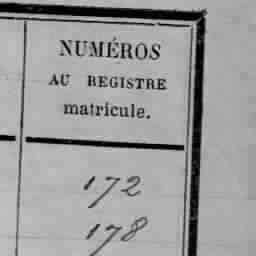 NUMÉROS
AU REGISTRE
matricule.
172
178